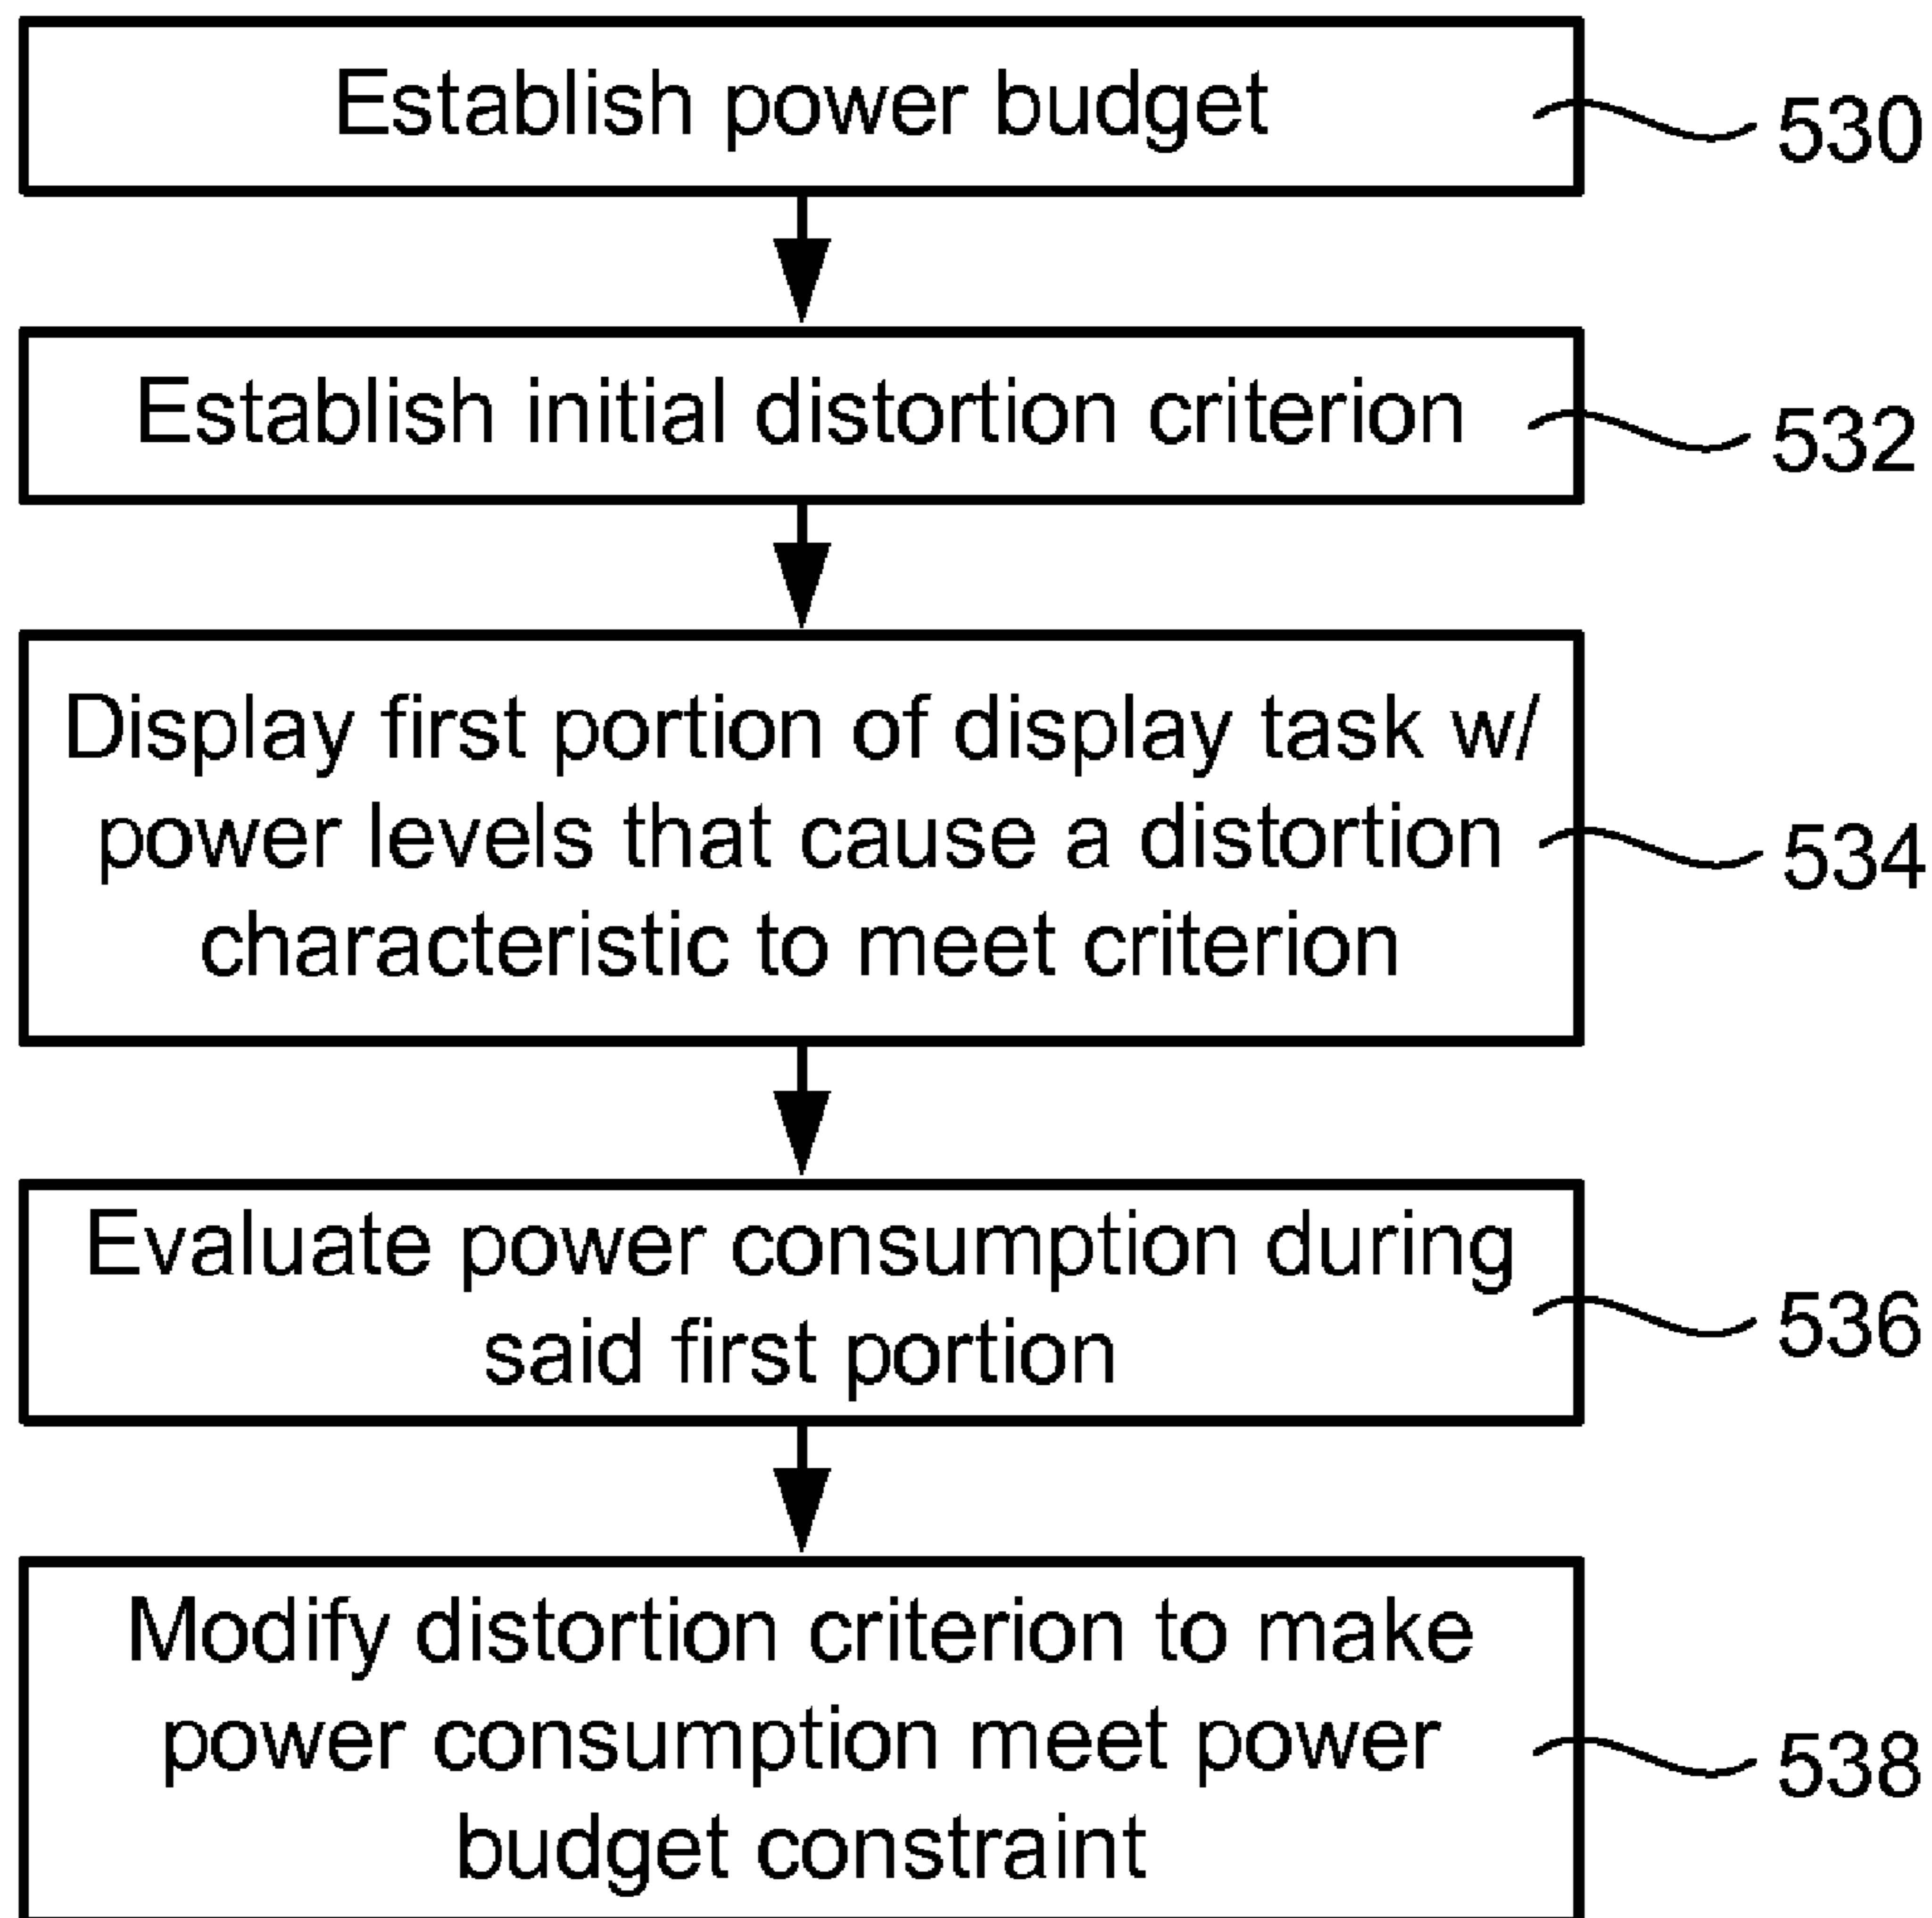 Establish power budget
530
Establish initial distortion criterion
532
Display first portion of display task w/
power levels that cause a distortion
characteristic to meet criterion
534
Evaluate power consumption during
said first portion
536
Modify distortion criterion to make
power consumption meet power
budget constraint
538